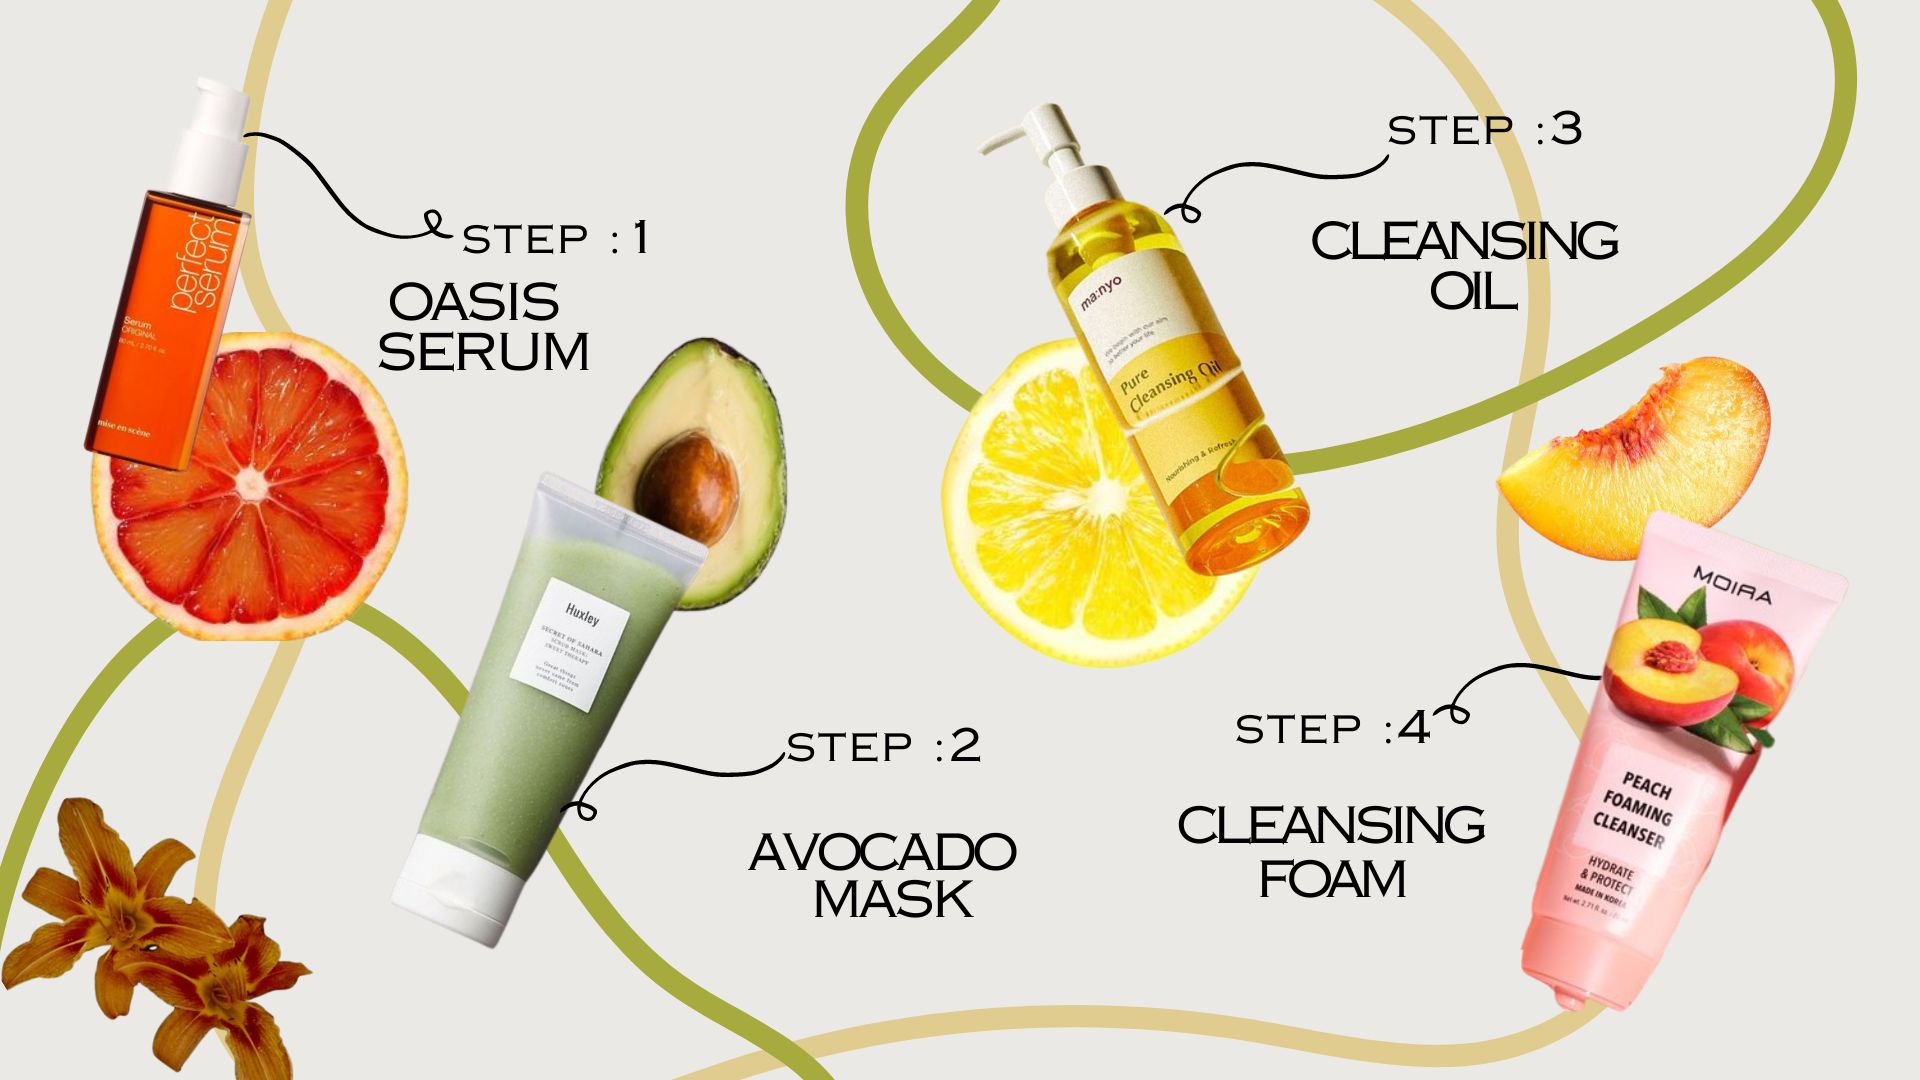 STEP : 1
OASIS
SERUM
perfect
serum
Serum
ORIGINAL
80 mL / 2.70 fl. oz.
mise en scène
Huxley
SECRET OF SAHARA
SCRUB MASK;
SWEET THERAPY
Great things
never came from
comfort zones
STEP :2
AVOCADO
MASK
STEP :3
CLEANSING
OIL
ma:nyo
We begin with our aim
to better your life.
Pure
Cleansing Oil
Nourishing & Refresh
STEP :4
CLEANSING
FOAM
MOIRA
PEACH
FOAMING
CLEANSER
HYDRATE
& PROTECT
MADE IN KOREA
Net wt. 2.71 fl. oz.